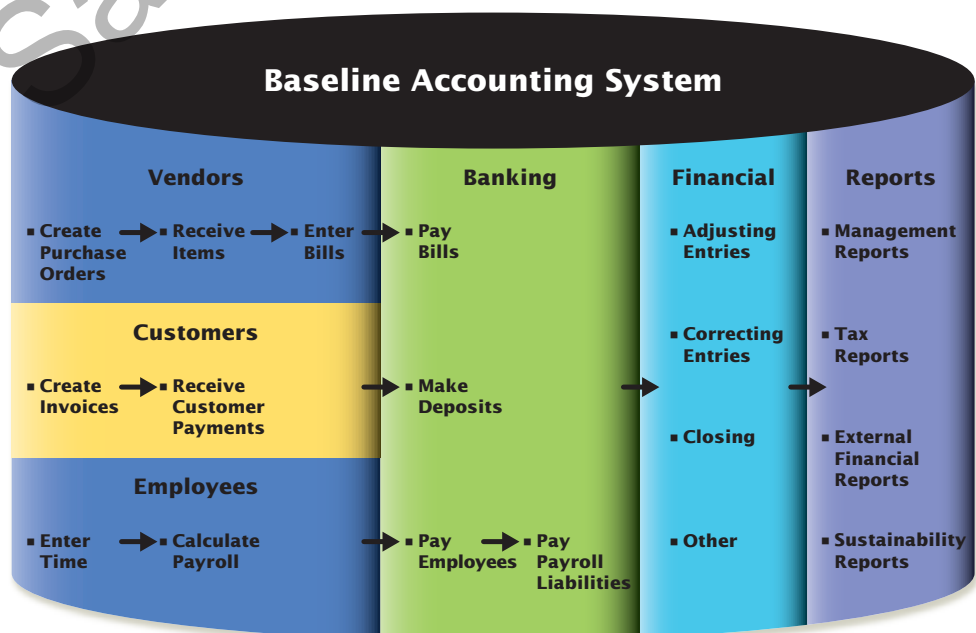 Baseline Accounting System
Vendors
▪ Create
Purchase
Orders
▪ Receive
Items
▪ Enter
Bills
Customers
▪ Create
Invoices
▪ Receive
Customer
Payments
Employees
▪ Enter
Time
▪ Calculate
Payroll
Banking
▪ Pay
Bills
▪ Make
Deposits
▪ Pay
Employees
▪ Pay
Payroll
Liabilities
Financial
▪ Adjusting
Entries
▪ Correcting
Entries
▪ Closing
▪ Other
Reports
▪ Management
Reports
▪ Tax
Reports
▪ External
Financial
Reports
▪ Sustainability
Reports